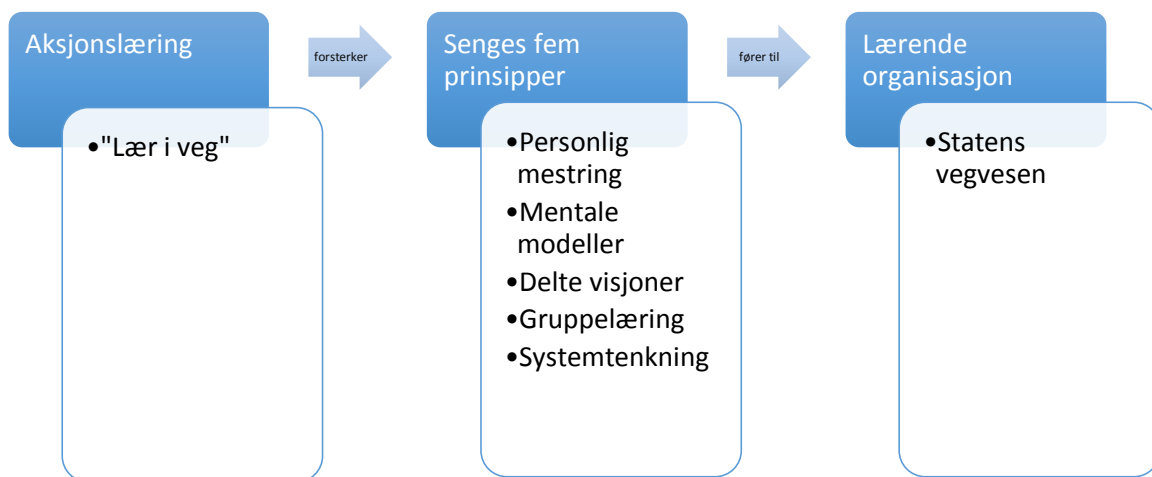 Aksjonslæring
•"Lær i veg"
forsterker
Senges fem
prinsipper
•Personlig
mestring
•Mentale
modeller
•Delte visjoner
•Gruppelæring
•Systemtenkning
fører til
Lærende
organisasjon
•Statens
vegvesen